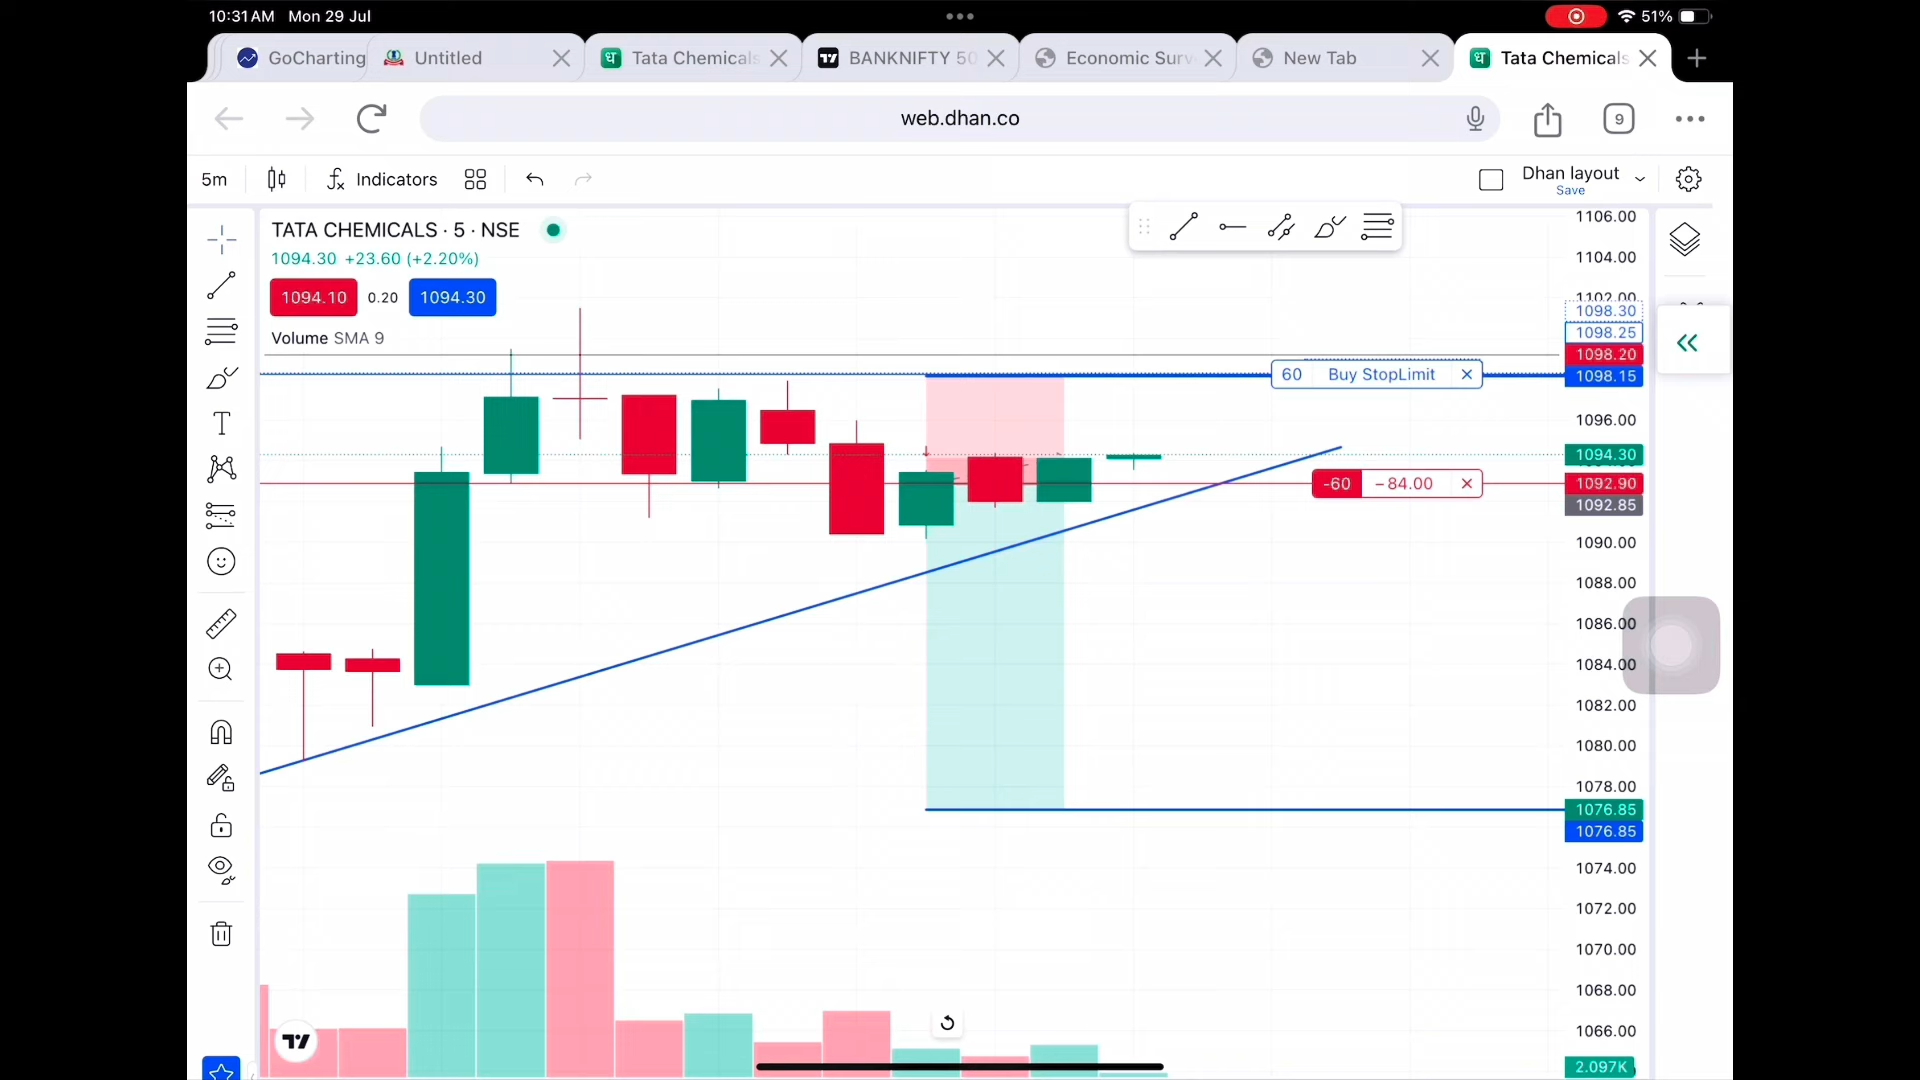 10:31 AM Mon 29 Jul
51%
GoCharting
Untitled
Tata Chemicals
BANKNIFTY 50
Economic Surv
New Tab
Tata Chemicals
web.dhan.co
9
5m
Indicators
Dhan layout
Save
TATA CHEMICALS · 5 · NSE
1094.30 +23.60 (+2.20%)
1094.10 0.20 1094.30
Volume SMA 9
60 Buy StopLimit
-60 −84.00
1106.00
1104.00
1102.00
1098.30
1098.25
1098.20
1098.15
1096.00
1094.30
1092.90
1092.85
1090.00
1088.00
1086.00
1084.00
1082.00
1080.00
1078.00
1076.85
1076.85
1074.00
1072.00
1070.00
1068.00
1066.00
2.097K